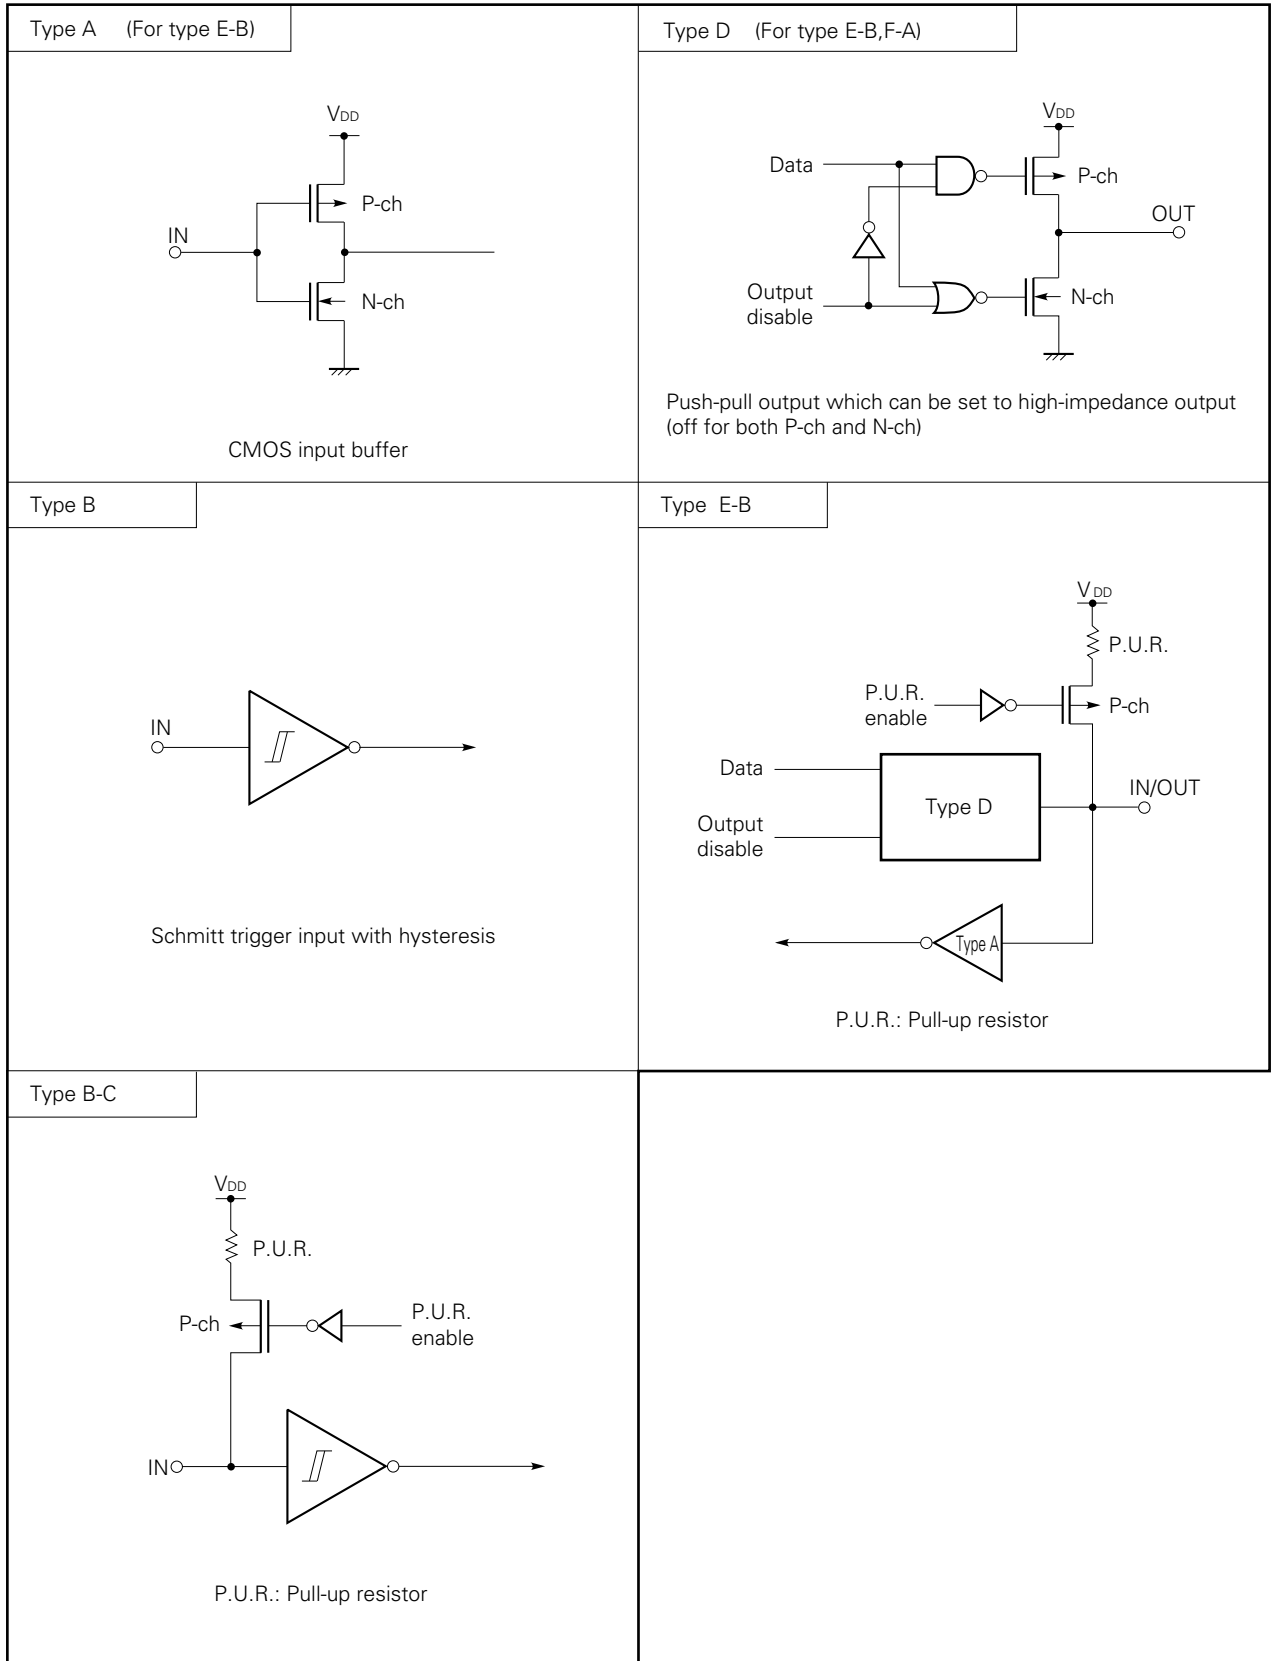 Type A (For type E-B)
VDD
P-ch
IN
N-ch
CMOS input buffer
Type D (For type E-B,F-A)
VDD
Data
P-ch
OUT
Output
disable
N-ch
Push-pull output which can be set to high-impedance output
(off for both P-ch and N-ch)
Type B
IN
Schmitt trigger input with hysteresis
Type E-B
VDD
P.U.R.
P.U.R.
enable
P-ch
Data
Type D
IN/OUT
Output
disable
Type A
P.U.R.: Pull-up resistor
Type B-C
VDD
P.U.R.
P-ch
P.U.R.
enable
IN
P.U.R.: Pull-up resistor